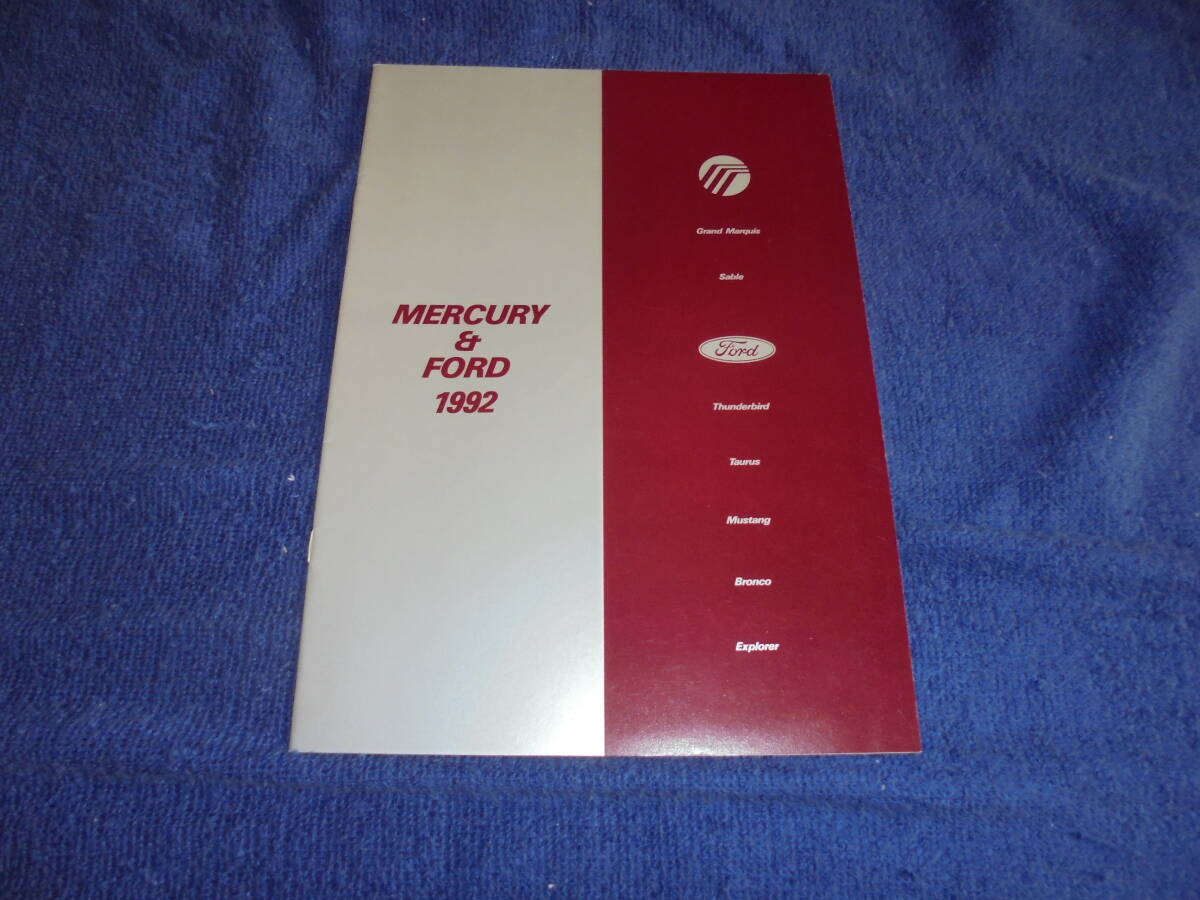 MERCURY
&
FORD
1992
Grand Marquis
Sable
Ford
Thunderbird
Taurus
Mustang
Bronco
Explorer